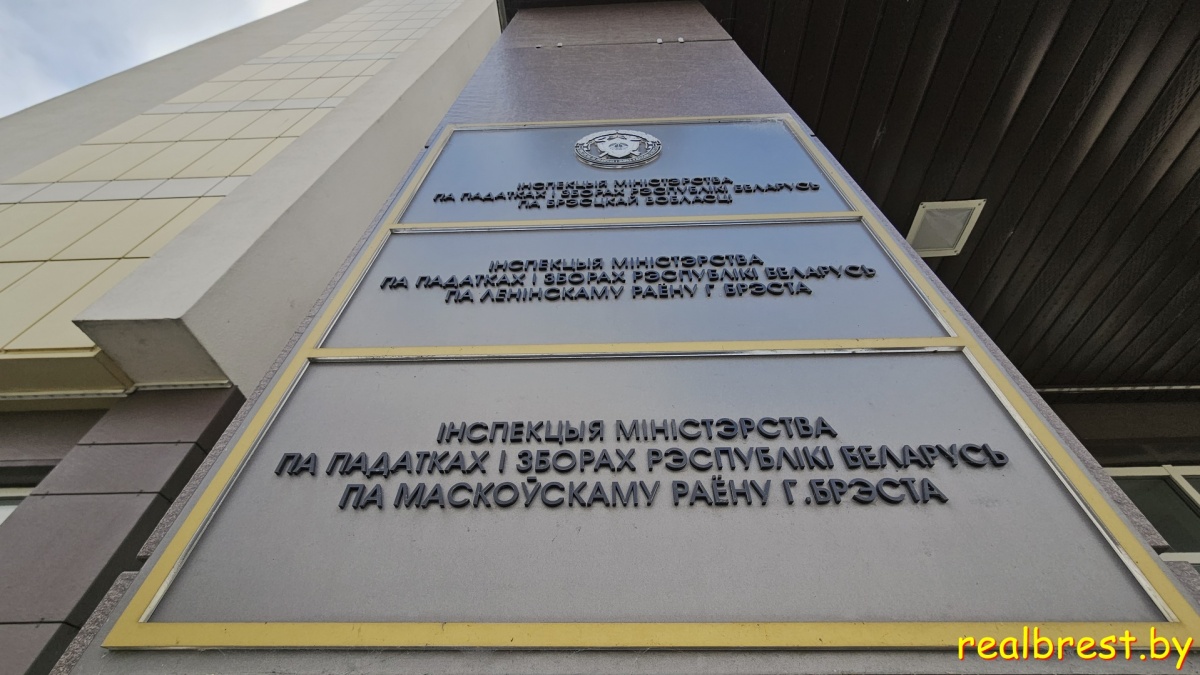 ІНСПЕКЦЫЯ МІНІСТЭРСТВА
ПА ПАДАТКАХ І ЗБОРАХ РЭСПУБЛІКІ БЕЛАРУСЬ
ПА БРЭСЦКАЙ ВОБЛАСЦІ
ІНСПЕКЦЫЯ МІНІСТЭРСТВА
ПА ПАДАТКАХ І ЗБОРАХ РЭСПУБЛІКІ БЕЛАРУСЬ
ПА ЛЕНІНСКАМУ РАЁНУ Г БРЭСТА
ІНСПЕКЦЫЯ МІНІСТЭРСТВА
ПА ПАДАТКАХ І ЗБОРАХ РЭСПУБЛІКІ БЕЛАРУСЬ
ПА МАСКОЎСКАМУ РАЁНУ Г.БРЭСТА
realbrest.by